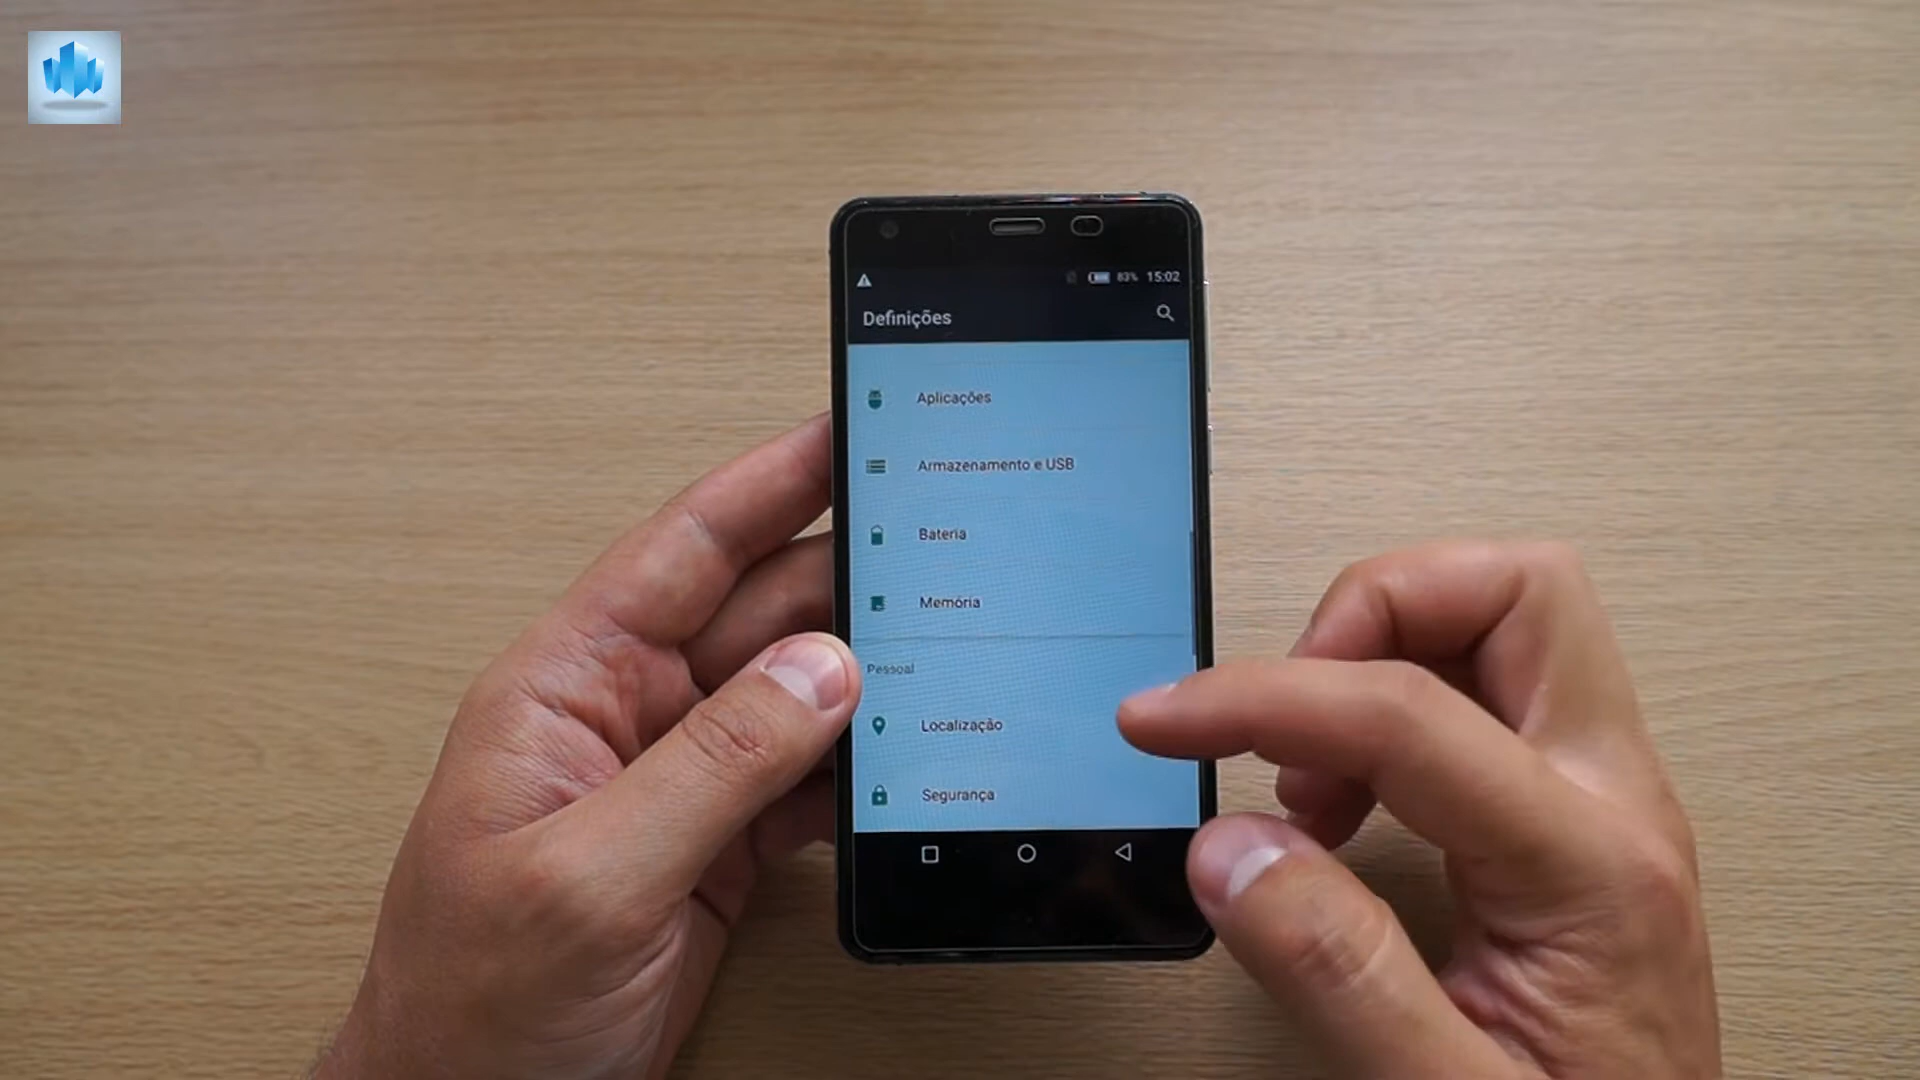 83% 15:02
Definições
Aplicações
Armazenamento e USB
Bateria
Memória
Pessoal
Localização
Segurança